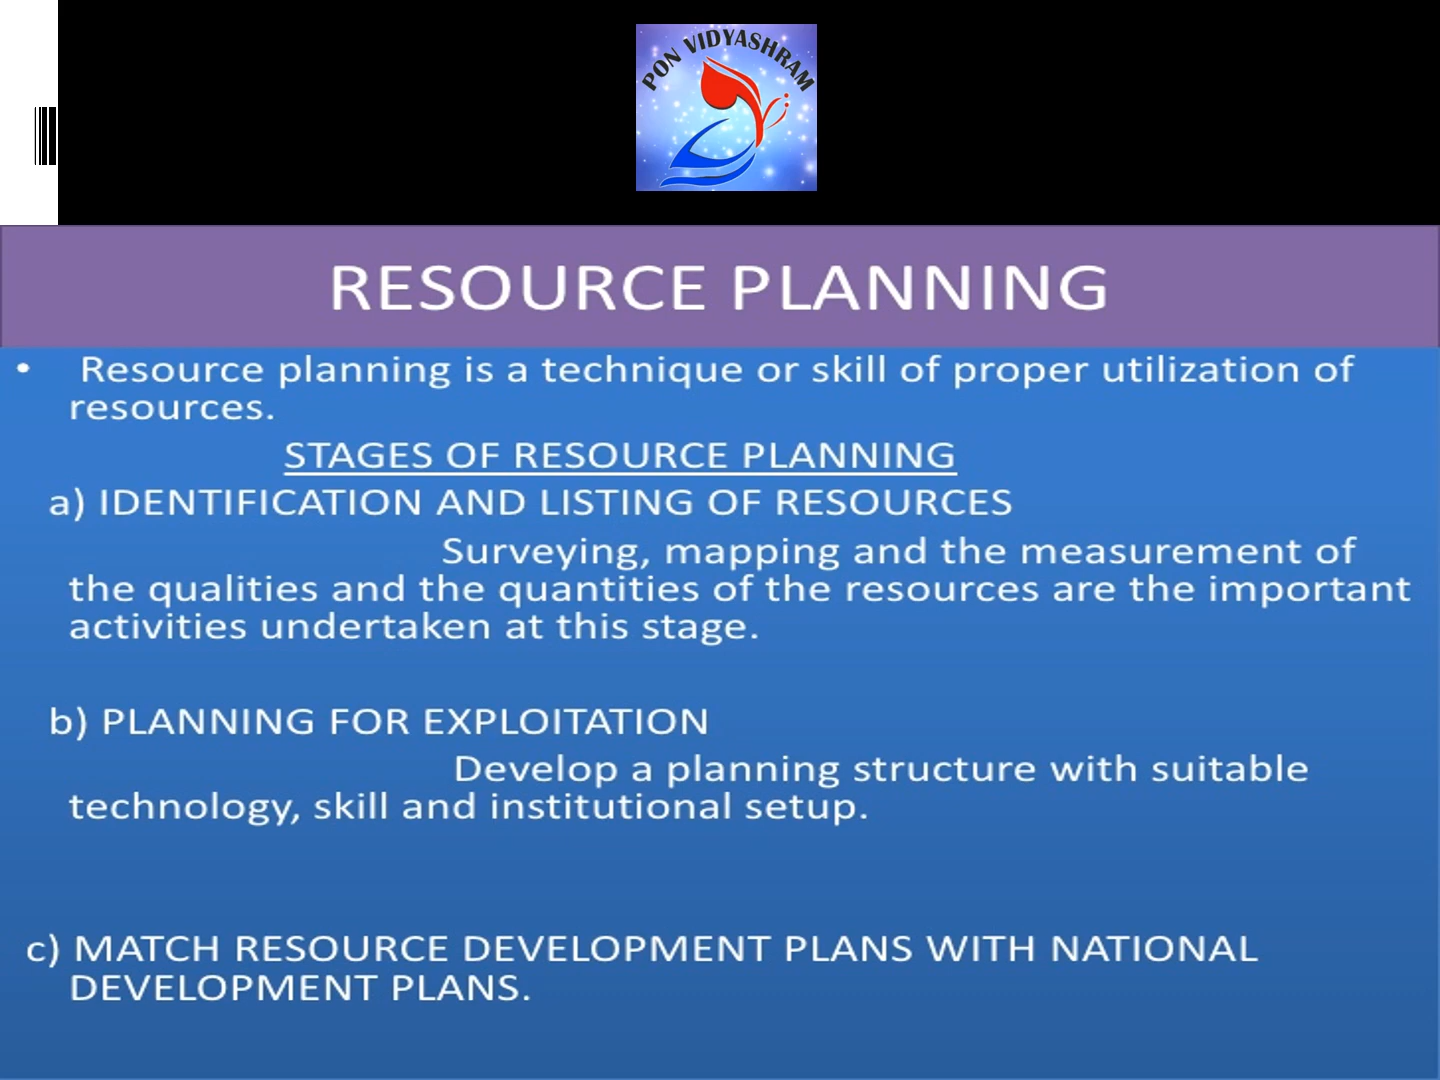 PON VIDYASHRAM
RESOURCE PLANNING
• Resource planning is a technique or skill of proper utilization of
resources.
STAGES OF RESOURCE PLANNING
a) IDENTIFICATION AND LISTING OF RESOURCES
Surveying, mapping and the measurement of
the qualities and the quantities of the resources are the important
activities undertaken at this stage.
b) PLANNING FOR EXPLOITATION
Develop a planning structure with suitable
technology, skill and institutional setup.
c) MATCH RESOURCE DEVELOPMENT PLANS WITH NATIONAL
DEVELOPMENT PLANS.